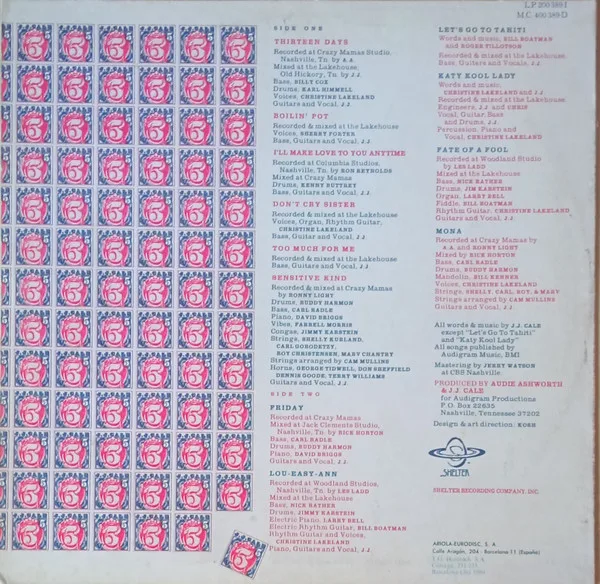 L.P. 200 589 I
M.C. 400 589 D
SIDE ONE
THIRTEEN DAYS
Recorded at Crazy Mamas Studio,
Nashville, Tn. by A.A.
Mixed at the Lakehouse,
Old Hickory, Tn. by J.J.
Bass, BILLY COX
Drums, KARL HIMMELL
Voices, CHRISTINE LAKELAND
Guitars and Vocal, J.J.
BOILIN' POT
Recorded & mixed at the Lakehouse
Voices, SHERRY PORTER
Bass, Guitars and Vocal, J.J.
I'LL MAKE LOVE TO YOU ANYTIME
Recorded at Columbia Studios,
Nashville, Tn. by RON REYNOLDS
Mixed at Crazy Mamas
Drums, KENNY BUTTREY
Bass, Guitars and Vocal, J.J.
DON'T CRY SISTER
Recorded & mixed at the Lakehouse
Voices, Organ, Rhythm Guitar,
CHRISTINE LAKELAND
Bass, Guitar and Vocal, J.J.
TOO MUCH FOR ME
Recorded & mixed at the Lakehouse
Bass, Guitars and Vocal, J.J.
SENSITIVE KIND
Recorded & mixed at Crazy Mamas
by RONNY LIGHT
Drums, BUDDY HARMON
Bass, CARL RADLE
Piano, DAVID BRIGGS
Vibes, FARRELL MORRIS
Congas, JIMMY KARSTEIN
Strings, SHELLY KURLAND,
CARL GORODETZY,
ROY CHRISTENSEN, MARY CHANTRY
Strings arranged by CAM MULLINS
Horns, GEORGE TIDWELL, DON SHEFFIELD
DENNIS GOODE, TERRY WILLIAMS
Guitars and Vocal, J.J.
SIDE TWO
FRIDAY
Recorded at Crazy Mamas
Mixed at Jack Clements Studio,
Nashville, Tn. by RICK HORTON
Bass, CARL RADLE
Drums, BUDDY HARMON
Piano, DAVID BRIGGS
Guitars and Vocal, J.J.
LOU-EASY-ANN
Recorded at Woodland Studios,
Nashville, Tn. by LES LADD
Mixed at the Lakehouse
Bass, NICK RATHER
Drums, JIMMY KARSTEIN
Electric Piano, LARRY BELL
Electric Rhythm Guitar, BILL BOATMAN
Rhythm Guitar and Voices,
CHRISTINE LAKELAND
Piano, Guitars and Vocal, J.J.
LET'S GO TO TAHITI
Words and music, BILL BOATMAN
and ROGER TILLOTSON
Recorded & mixed at the Lakehouse
Bass, Guitars and Vocals, J.J.
KATY KOOL LADY
Words and music,
CHRISTINE LAKELAND and J.J.
Recorded & mixed at the Lakehouse
Engineers, J.J. and CHRIS
Vocal, Guitar, Bass
and Drums, J.J.
Percussion, Piano and
Vocal, CHRISTINE LAKELAND
FATE OF A FOOL
Recorded at Woodland Studio
by LES LADD
Mixed at the Lakehouse
Bass, NICK RATHER
Drums, JIM KARSTEIN
Organ, LARRY BELL
Fiddle, BILL BOATMAN
Rhythm Guitar, CHRISTINE LAKELAND
Guitars and Vocal, J.J.
MONA
Recorded at Crazy Mamas by
A.A. and RONNY LIGHT
Mixed by RICK HORTON
Bass, CARL RADLE
Drums, BUDDY HARMON
Mandolin, BILL KENNER
Voices, CHRISTINE LAKELAND
Strings, SHELLY, CARL, ROY, & MARY
Strings arranged by CAM MULLINS
Guitars and Vocal, J.J.
All words & music by J.J. CALE
except "Let's Go To Tahiti"
and "Katy Kool Lady"
All songs published by
Audigram Music, BMI
Mastering by JERRY WATSON
at CBS Nashville
PRODUCED BY AUDIE ASHWORTH
& J.J. CALE
for Audigram Productions
P.O. Box 22635
Nashville, Tennessee 37202
Design & art direction: KOSH
SHELTER
SHELTER RECORDING COMPANY, INC.
ARIOLA-EURODISC, S.A.
Calle Aragón, 204 - Barcelona-11 (España)